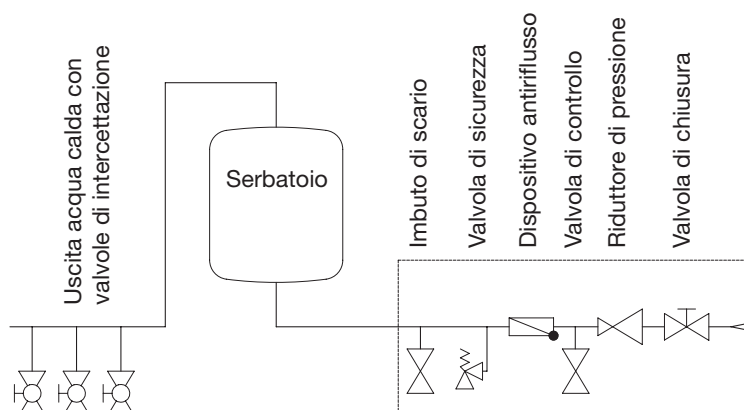 Uscita acqua calda con
valvole di intercettazione
Serbatoio
Imbuto di scario
Valvola di sicurezza
Dispositivo antiriflusso
Valvola di controllo
Riduttore di pressione
Valvola di chiusura